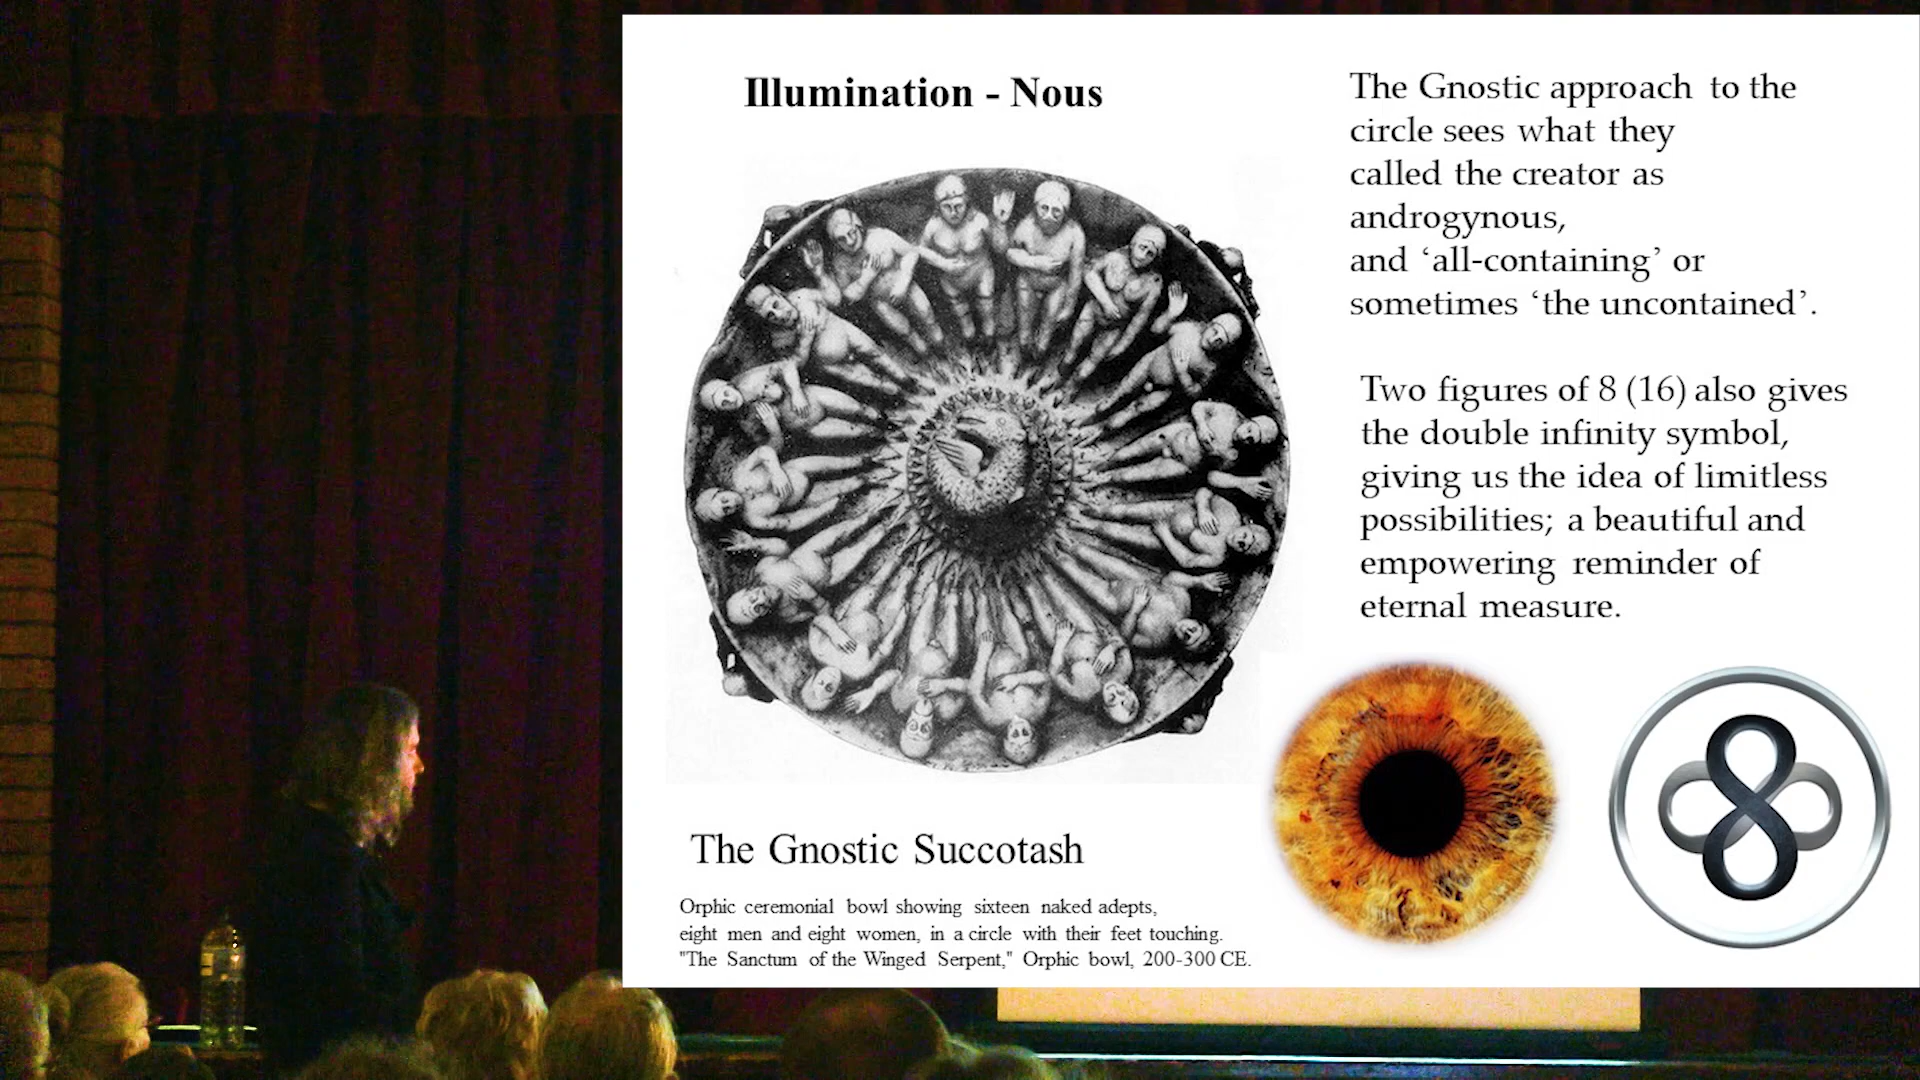 Illumination - Nous
The Gnostic approach to the
circle sees what they
called the creator as
androgynous,
and ‘all-containing’ or
sometimes ‘the uncontained’.
Two figures of 8 (16) also gives
the double infinity symbol,
giving us the idea of limitless
possibilities; a beautiful and
empowering reminder of
eternal measure.
The Gnostic Succotash
Orphic ceremonial bowl showing sixteen naked adepts,
eight men and eight women, in a circle with their feet touching.
"The Sanctum of the Winged Serpent," Orphic bowl, 200-300 CE.
8